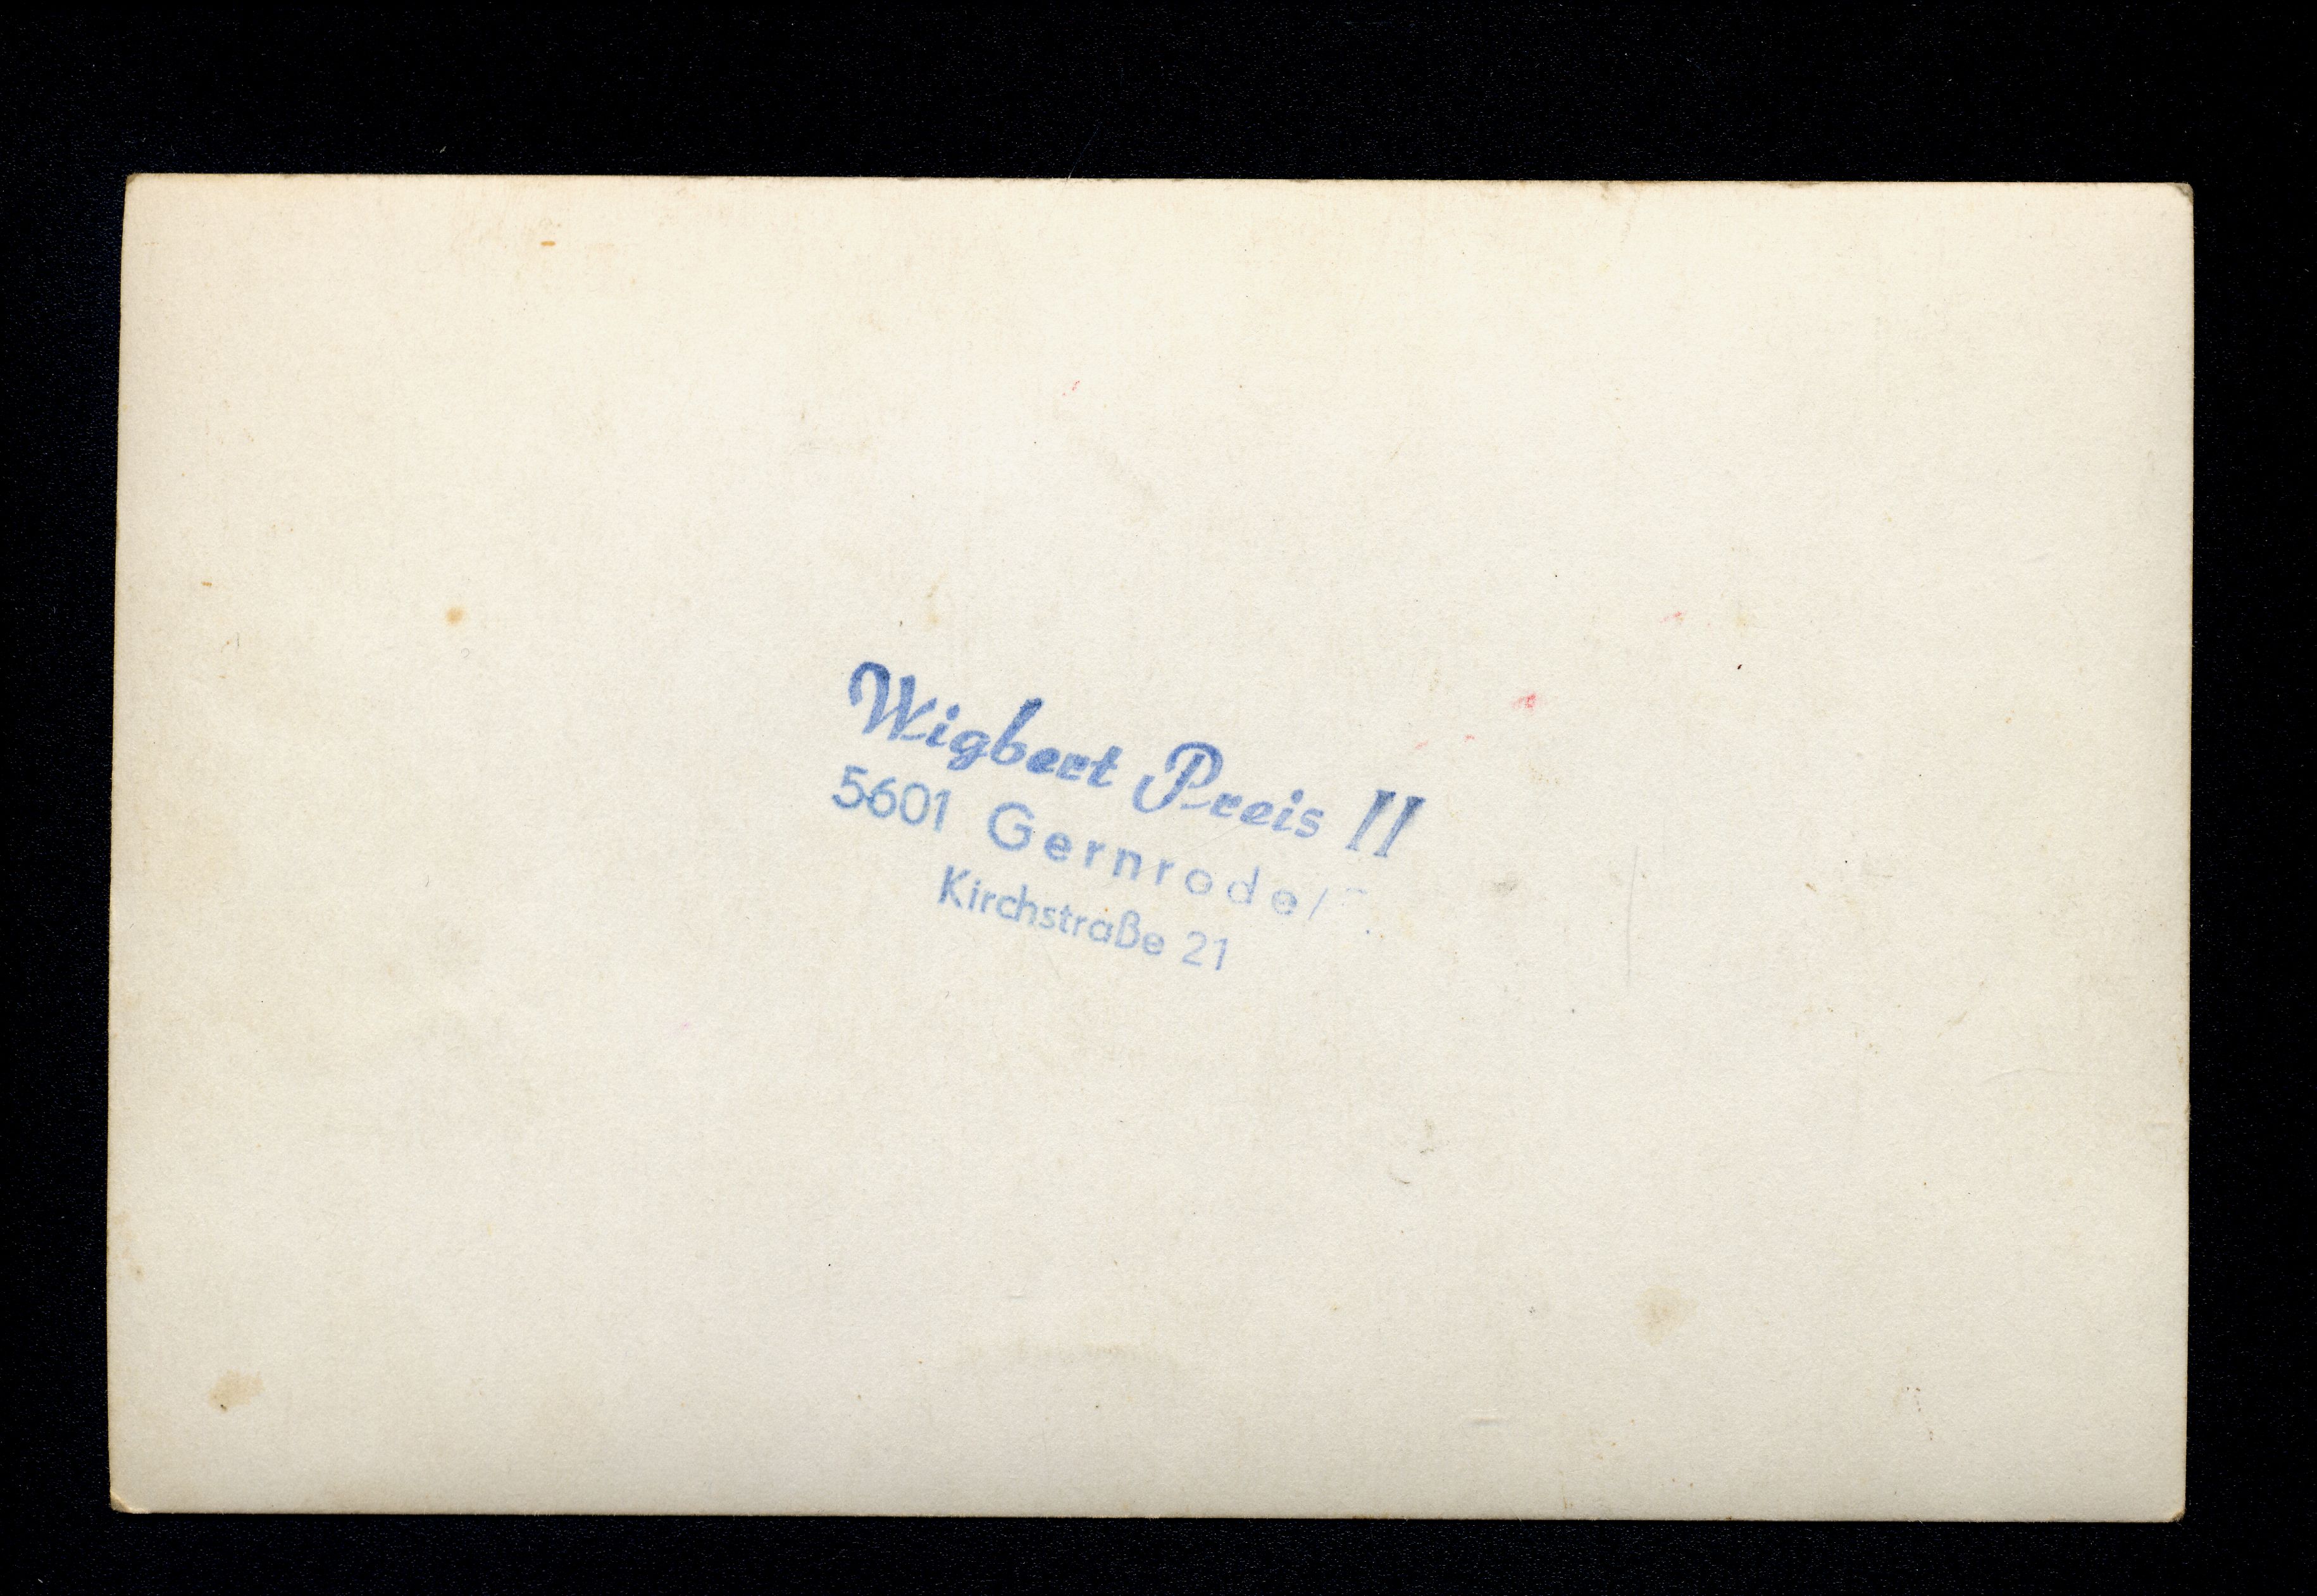 Wigbert Preis II
5601 Gernrode/
Kirchstraße 21